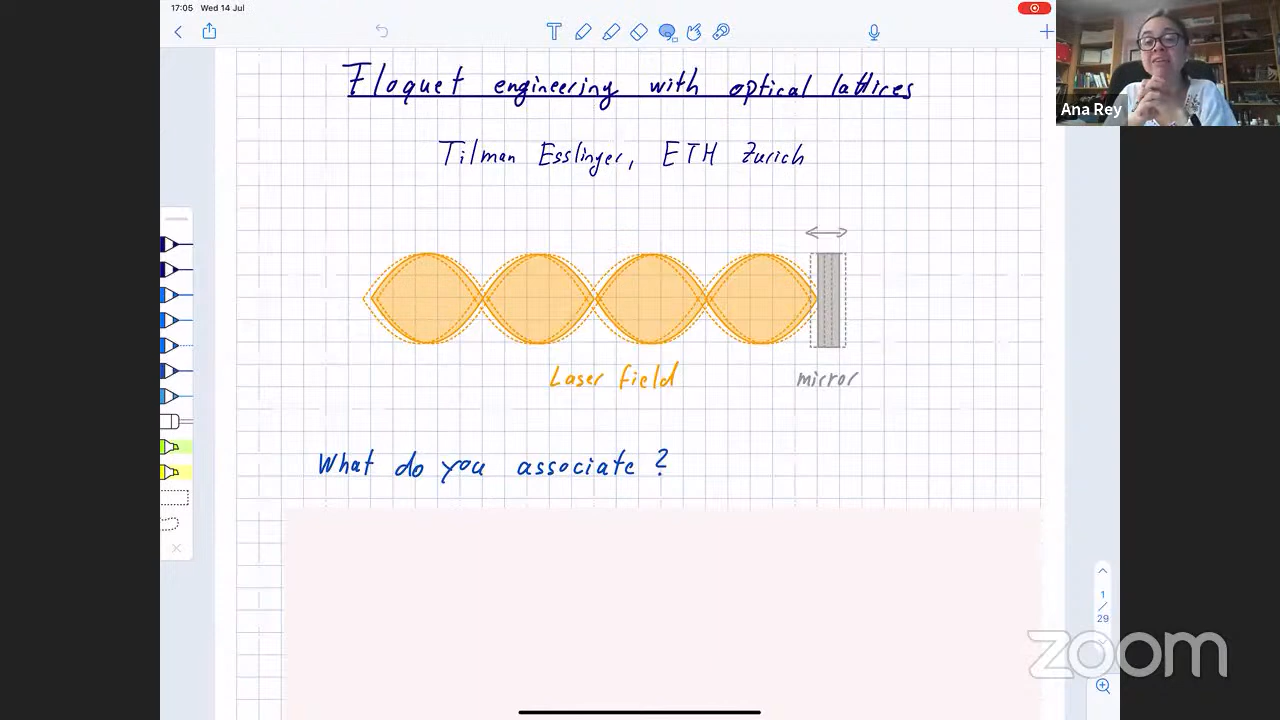 17:05 Wed 14 Jul
Floquet engineering with optical lattices
Tilman Esslinger, ETH Zurich
Ana Rey
Laser field
mirror
What do you associate ?
1
/
29
zoom